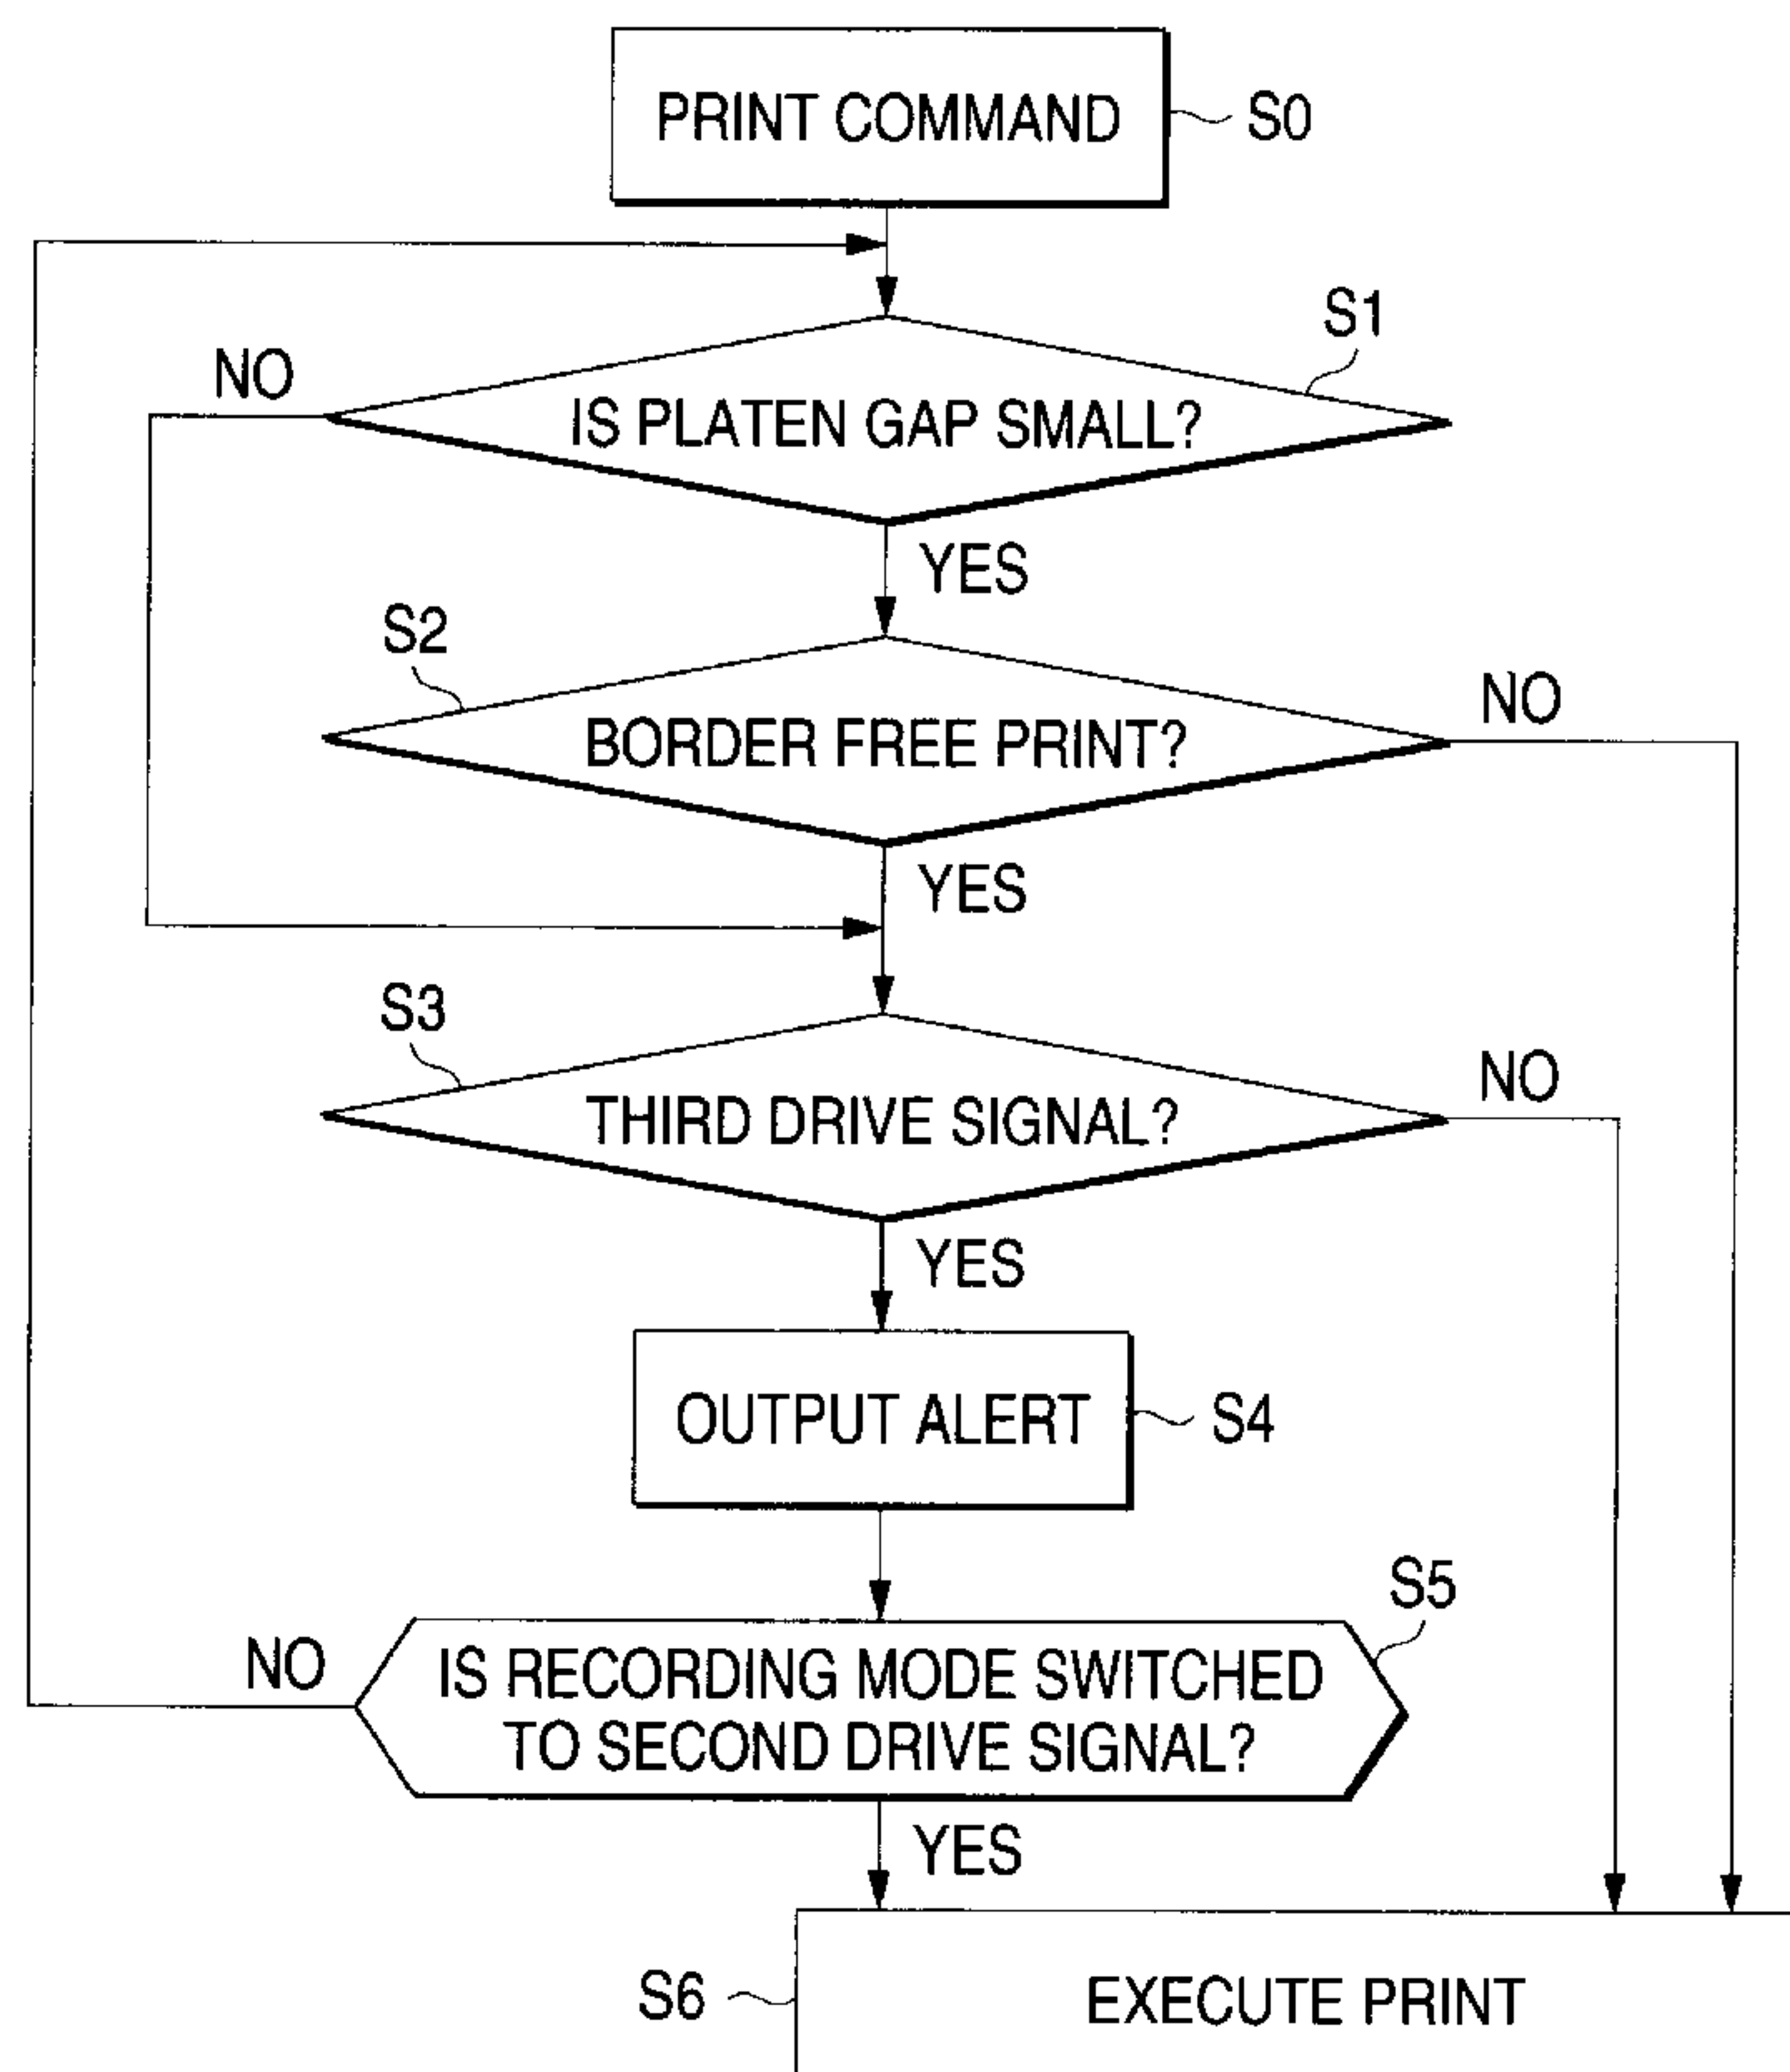 PRINT COMMAND
S0
S1
NO
IS PLATEN GAP SMALL?
YES
S2
NO
BORDER FREE PRINT?
YES
S3
NO
THIRD DRIVE SIGNAL?
YES
OUTPUT ALERT
S4
S5
NO
IS RECORDING MODE SWITCHED
TO SECOND DRIVE SIGNAL?
YES
S6
EXECUTE PRINT